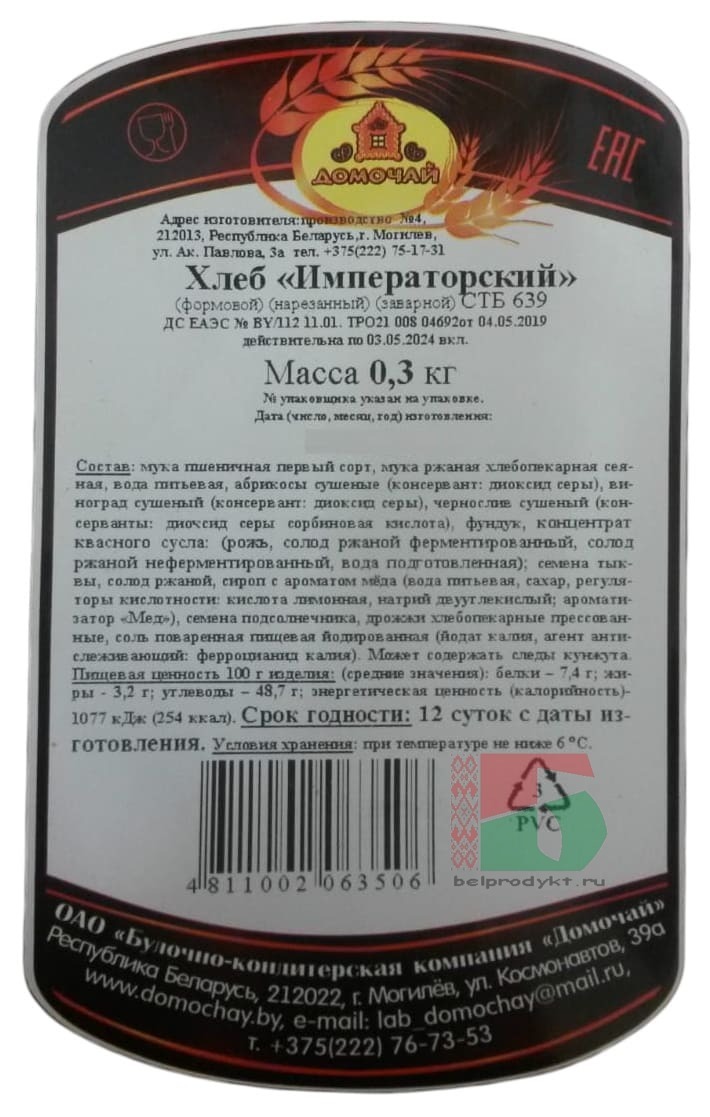 ДОМОЧАЙ
EAC
Адрес изготовителя:производство №4,
212013, Республика Беларусь,г. Могилев,
ул. Ак. Павлова, 3а тел. +375(222) 75-17-31
Хлеб «Императорский»
(формовой) (нарезанный) (заварной) СТБ 639
ДС ЕАЭС № BY/112 11.01. ТРО21 008 04692от 04.05.2019
действительна по 03.05.2024 вкл.
Масса 0,3 кг
№ упаковщика указан на упаковке.
Дата (число, месяц, год) изготовления:
Состав: мука пшеничная первый сорт, мука ржаная хлебопекарная сея-
ная, вода питьевая, абрикосы сушеные (консервант: диоксид серы), ви-
ноград сушеный (консервант: диоксид серы), чернослив сушеный (кон-
серванты: диоксид серы сорбиновая кислота), фундук, концентрат
квасного сусла: (рожь, солод ржаной ферментированный, солод
ржаной неферментированный, вода подготовленная); семена тык-
вы, солод ржаной, сироп с ароматом мёда (вода питьевая, сахар, регуля-
торы кислотности: кислота лимонная, натрий двууглекислый; аромати-
затор «Мед»), семена подсолнечника, дрожжи хлебопекарные прессован-
ные, соль поваренная пищевая йодированная (йодат калия, агент анти-
слеживающий: ферроцианид калия). Может содержать следы кунжута.
Пищевая ценность 100 г изделия: (средние значения): белки – 7,4 г; жи-
ры - 3,2 г; углеводы – 48,7 г; энергетическая ценность (калорийность)-
1077 кДж (254 ккал). Срок годности: 12 суток с даты из-
готовления. Условия хранения: при температуре не ниже 6 °С.
3
PVC
belprodykt.ru
4 811002 063506
ОАО «Булочно-кондитерская компания «Домочай»
Республика Беларусь, 212022, г. Могилёв, ул. Космонавтов, 39а
www.domochay.by, e-mail: lab_domochay@mail.ru,
т. +375(222) 76-73-53